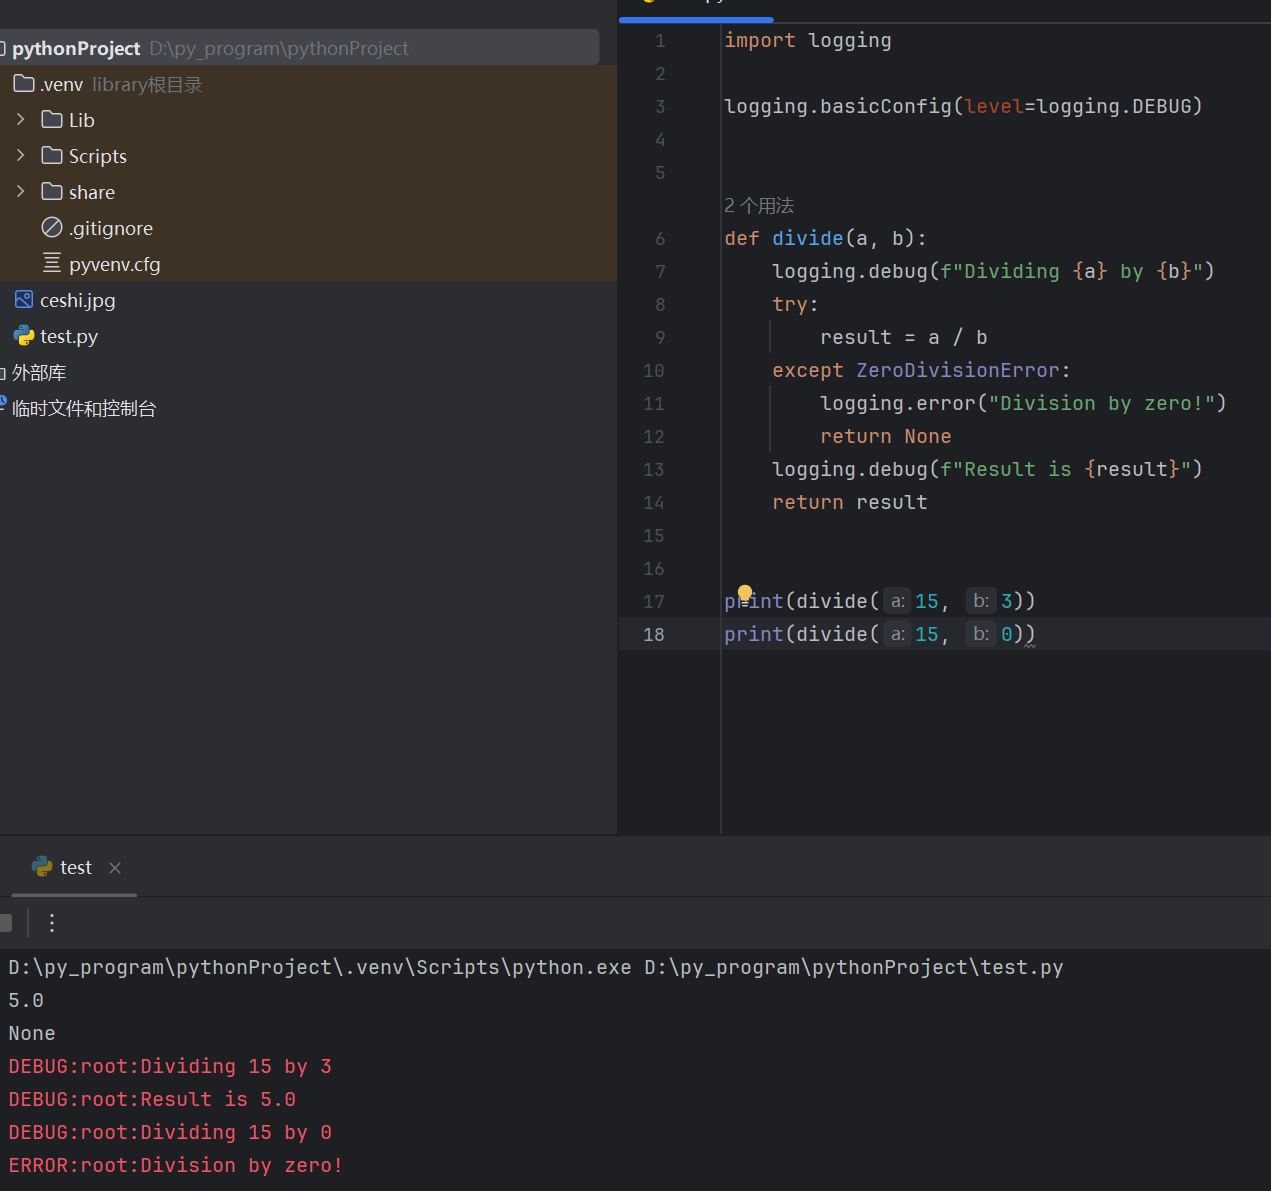 pythonProject D:\py_program\pythonProject
.venv library根目录
Lib
Scripts
share
.gitignore
pyvenv.cfg
ceshi.jpg
test.py
外部库
临时文件和控制台
1 import logging
2
3 logging.basicConfig(level=logging.DEBUG)
4
5
2 个用法
6 def divide(a, b):
7 logging.debug(f"Dividing {a} by {b}")
8 try:
9 result = a / b
10 except ZeroDivisionError:
11 logging.error("Division by zero!")
12 return None
13 logging.debug(f"Result is {result}")
14 return result
15
16
17 print(divide( a: 15, b: 3))
18 print(divide( a: 15, b: 0))
test
D:\py_program\pythonProject\.venv\Scripts\python.exe D:\py_program\pythonProject\test.py
5.0
None
DEBUG:root:Dividing 15 by 3
DEBUG:root:Result is 5.0
DEBUG:root:Dividing 15 by 0
ERROR:root:Division by zero!